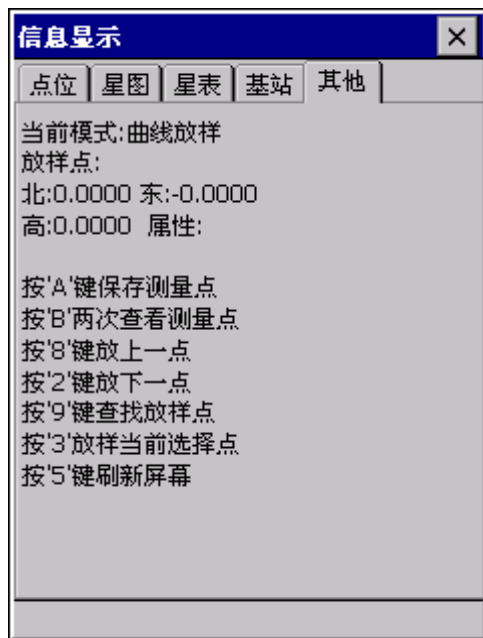 信息显示
点位 星图 星表 基站 其他
当前模式:曲线放样
放样点:
北:0.0000 东:-0.0000
高:0.0000 属性:
按'A'键保存测量点
按'B'两次查看测量点
按'8'键放上一点
按'2'键放下一点
按'9'键查找放样点
按'3'放样当前选择点
按'5'键刷新屏幕